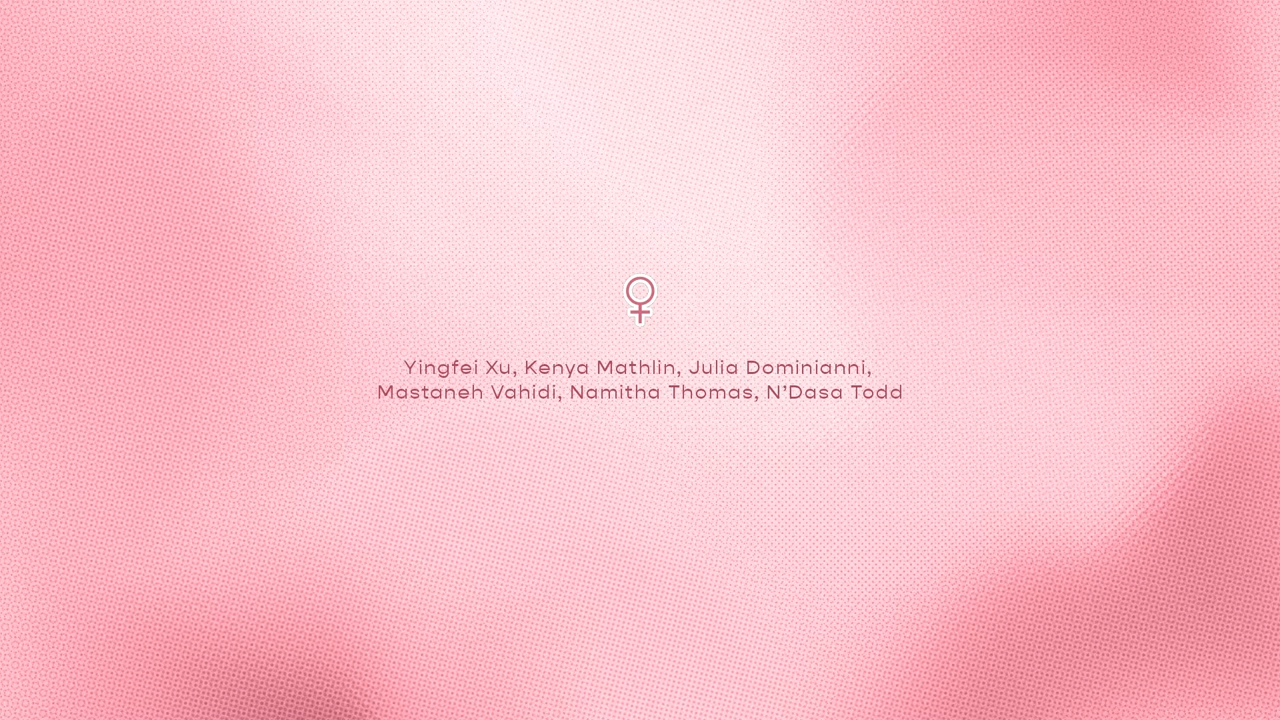 Yingfei Xu, Kenya Mathlin, Julia Dominianni,
Mastaneh Vahidi, Namitha Thomas, N’Dasa Todd